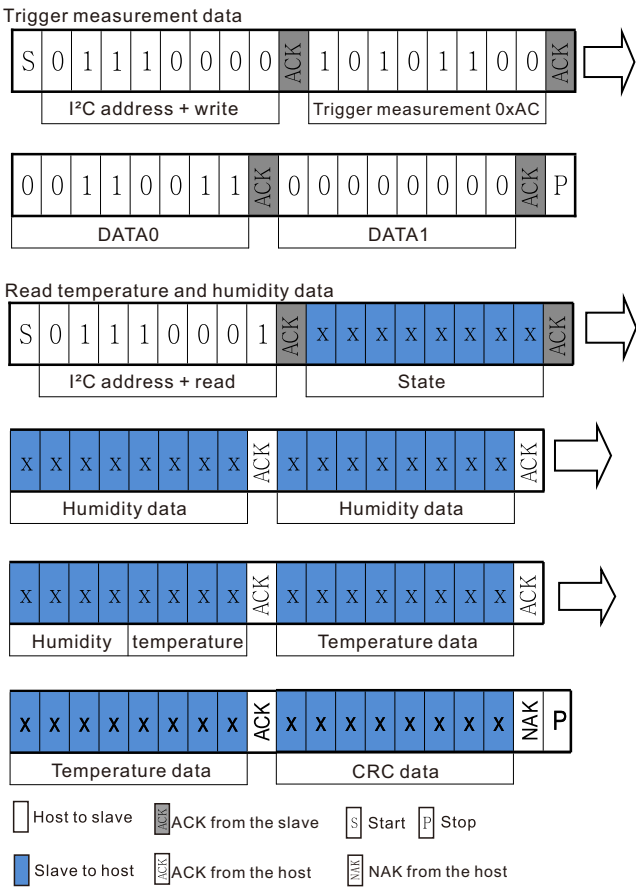 Trigger measurement data
S 0 1 1 1 0 0 0 0 ACK 1 0 1 0 1 1 0 0 ACK
I²C address + write Trigger measurement 0xAC
0 0 1 1 0 0 1 1 ACK 0 0 0 0 0 0 0 0 ACK P
DATA0 DATA1
Read temperature and humidity data
S 0 1 1 1 0 0 0 1 ACK x x x x x x x x ACK
I²C address + read State
x x x x x x x x ACK x x x x x x x x ACK
Humidity data Humidity data
x x x x x x x x ACK x x x x x x x x ACK
Humidity temperature Temperature data
x x x x x x x x ACK x x x x x x x x NAK P
Temperature data CRC data
Host to slave ACK ACK from the slave S Start P Stop
Slave to host ACK ACK from the host NAK NAK from the host